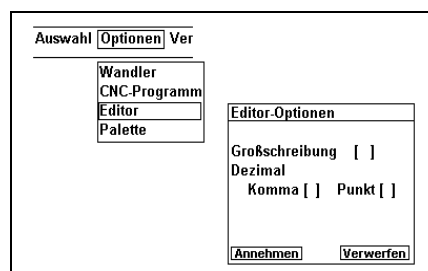 Auswahl Optionen Ver
Wandler
CNC-Programm
Editor
Palette
Editor-Optionen
Großschreibung [ ]
Dezimal
Komma [ ] Punkt [ ]
Annehmen Verwerfen